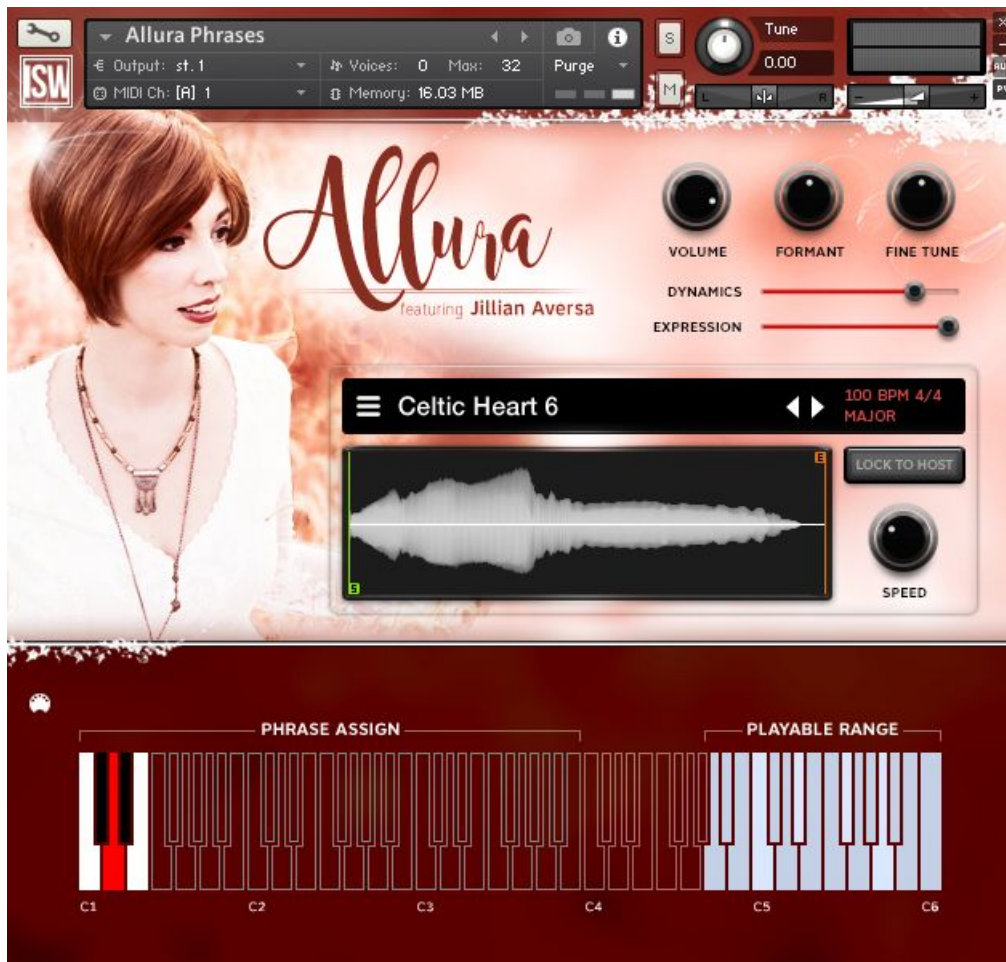 Allura Phrases
Output: st.1
Voices: 0 Max: 32
Purge
MIDI Ch: [A] 1
Memory: 16.03 MB
ISW
S
M
Tune
0.00
L
R
AU
PV
Allura
featuring Jillian Aversa
VOLUME
FORMANT
FINE TUNE
DYNAMICS
EXPRESSION
Celtic Heart 6
100 BPM 4/4
MAJOR
S
E
LOCK TO HOST
SPEED
PHRASE ASSIGN
PLAYABLE RANGE
C1
C2
C3
C4
C5
C6